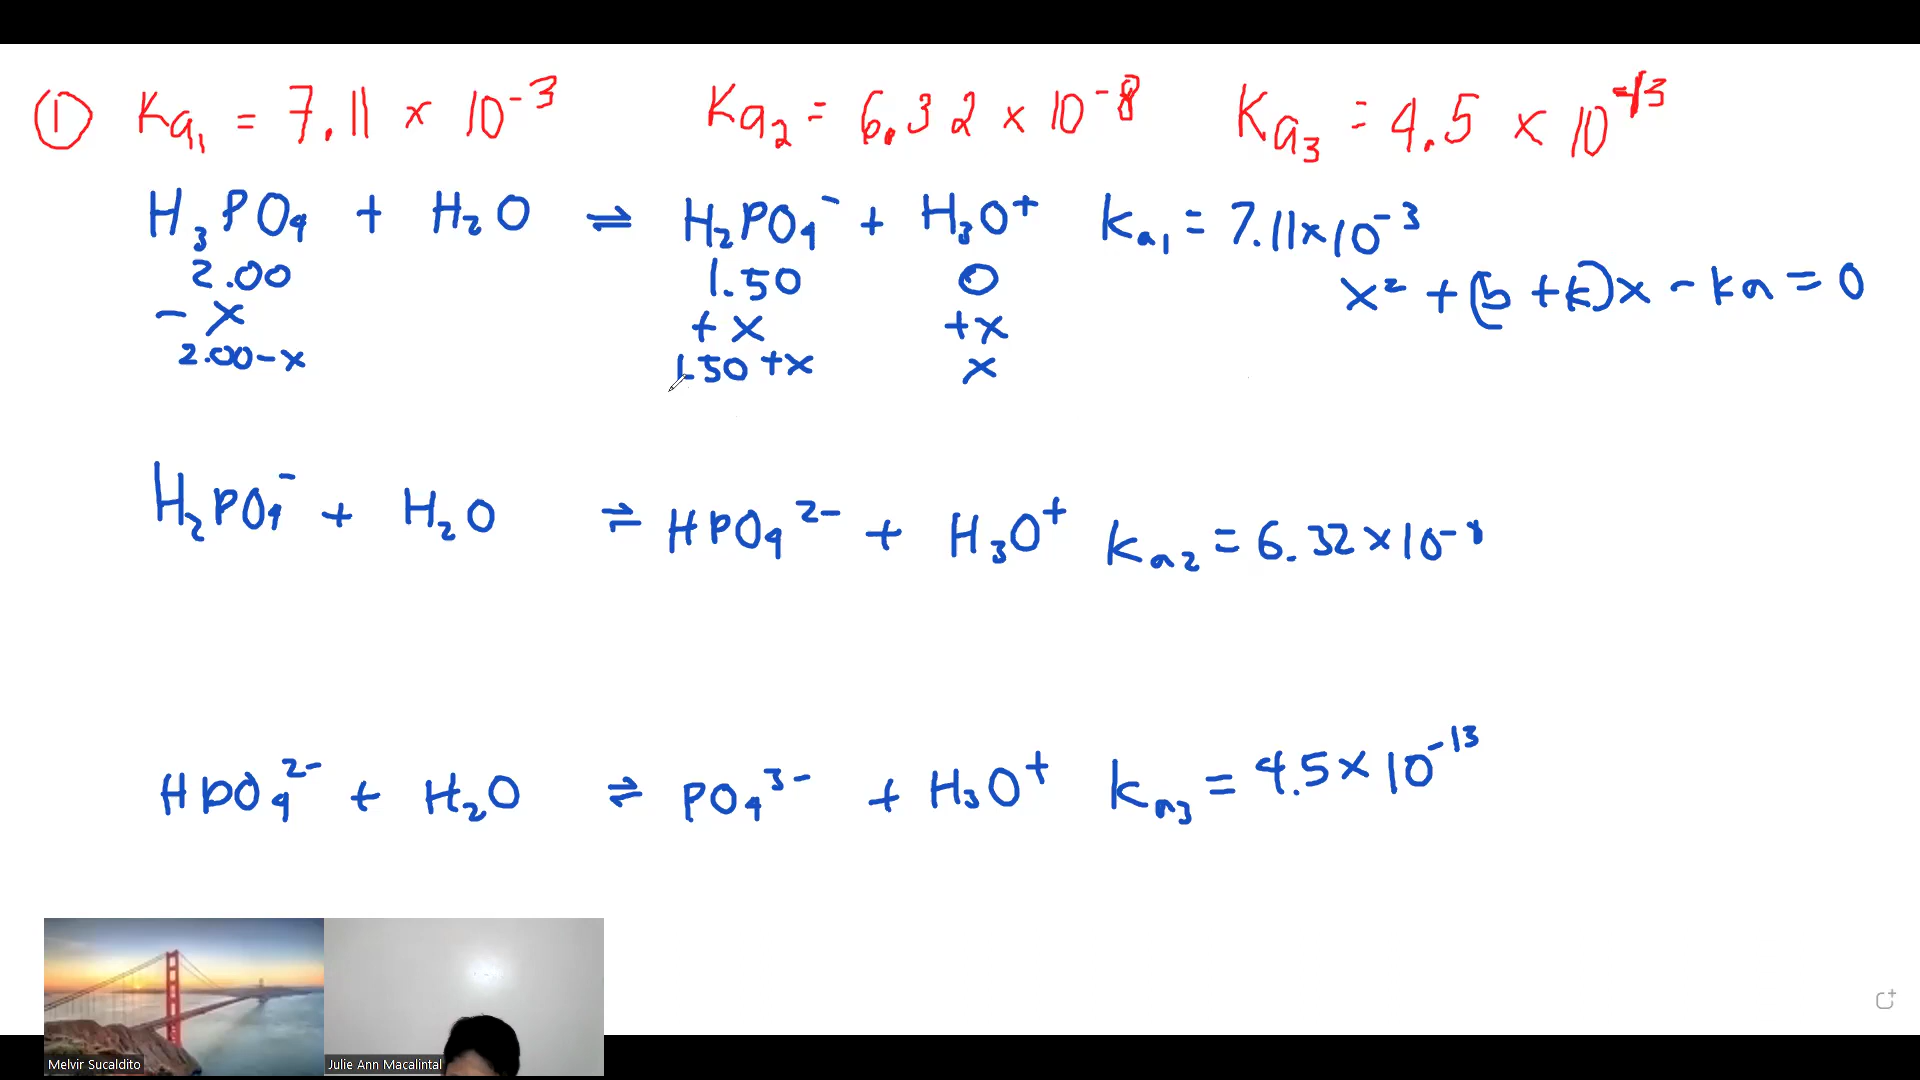 ① Ka₁ = 7.11 x 10⁻³ Ka₂ = 6.32 x 10⁻⁸ Ka₃ = 4.5 x 10⁻¹³
H₃PO₄ + H₂O ⇌ H₂PO₄⁻ + H₃O⁺ ka₁ = 7.11x10⁻³
2.00 1.50 0 x² + (b + k)x - ka = 0
- x + x +x
2.00-x 1.50 +x x
H₂PO₄⁻ + H₂O ⇌ HPO₄²⁻ + H₃O⁺ ka₂ = 6.32x10⁻⁸
HPO₄²⁻ + H₂O ⇌ PO₄³⁻ + H₃O⁺ ka₃ = 4.5x10⁻¹³
Melvir Sucaldito Julie Ann Macalintal